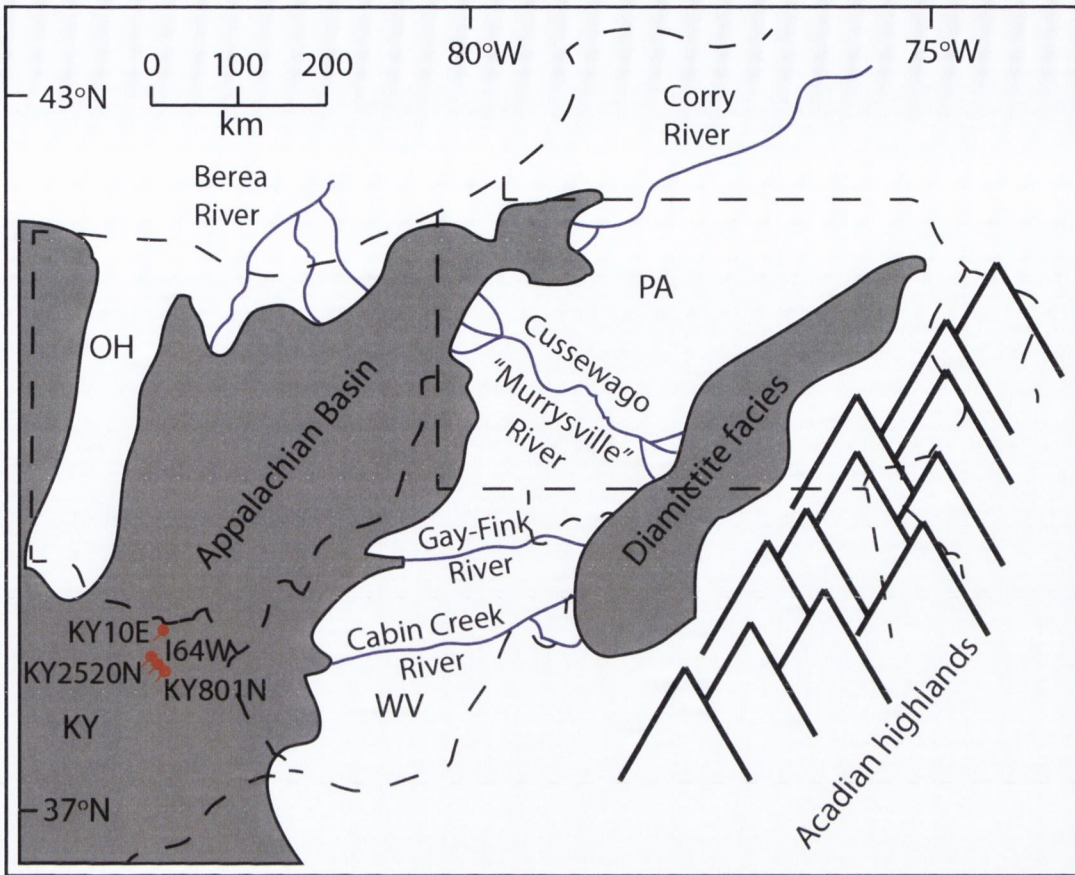 80°W
75°W
0 100 200
km
43°N
Corry
River
Berea
River
PA
OH
Cussewago
"Murrysville"
River
Appalachian Basin
Diamictite facies
Gay-Fink
River
Cabin Creek
River
KY10E
I64W
KY2520N
KY801N
WV
KY
37°N
Acadian highlands